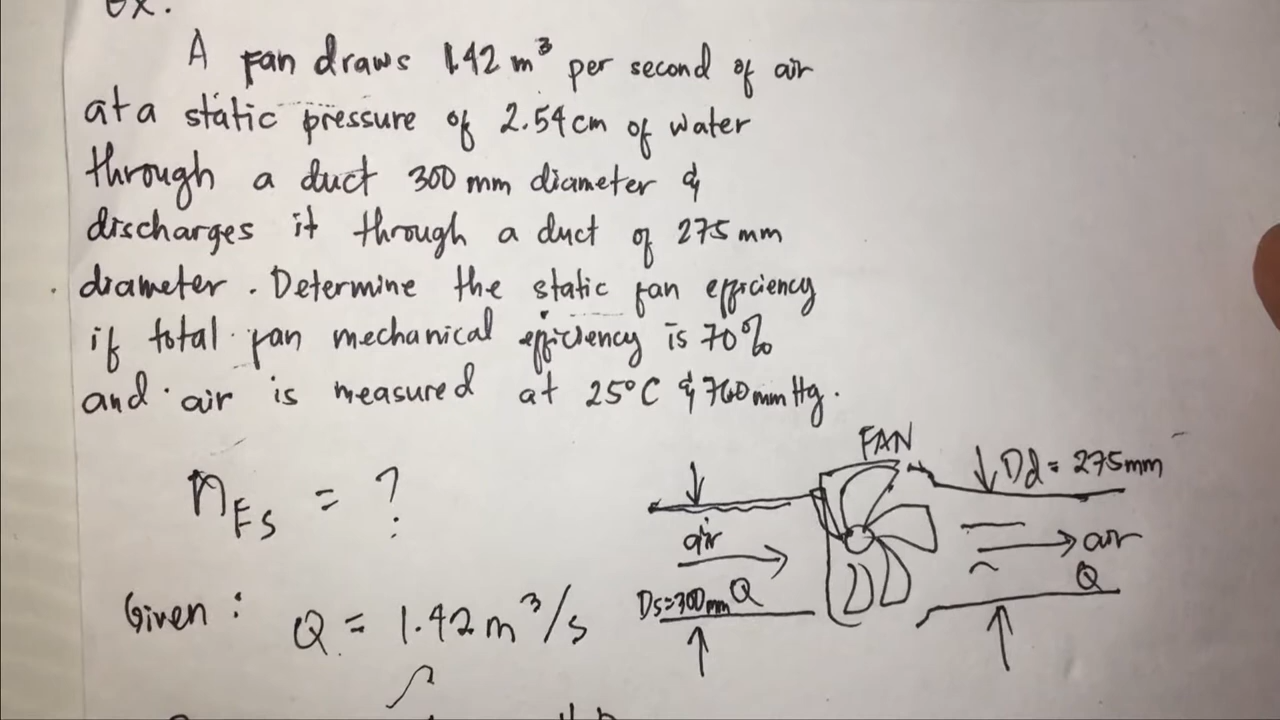 Ex.
A fan draws 1.42 m³ per second of air
at a static pressure of 2.54 cm of water
through a duct 300 mm diameter &
discharges it through a duct of 275 mm
diameter. Determine the static fan efficiency
if total fan mechanical efficiency is 70%
and air is measured at 25°C & 760 mm Hg.
FAN
Dd = 275mm
nFs = ?
air
air
Q
Ds=300mm Q
Given: Q = 1.42 m³/s